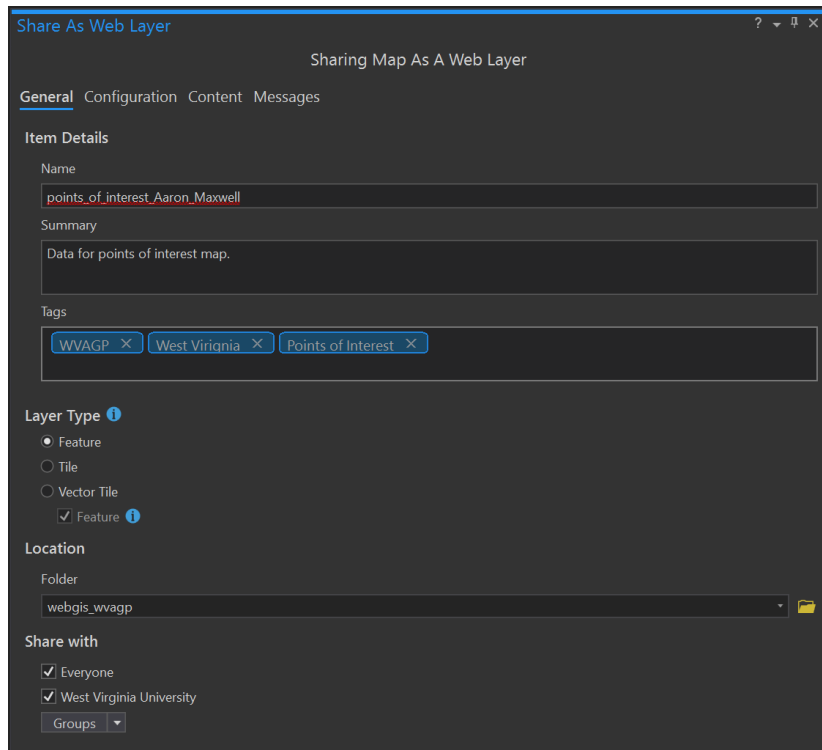 Share As Web Layer ?
Sharing Map As A Web Layer
General Configuration Content Messages
Item Details
Name
points_of_interest_Aaron_Maxwell
Summary
Data for points of interest map.
Tags
WVAGP West Virignia Points of Interest
Layer Type
Feature
Tile
Vector Tile
Feature
Location
Folder
webgis_wvagp
Share with
Everyone
West Virginia University
Groups